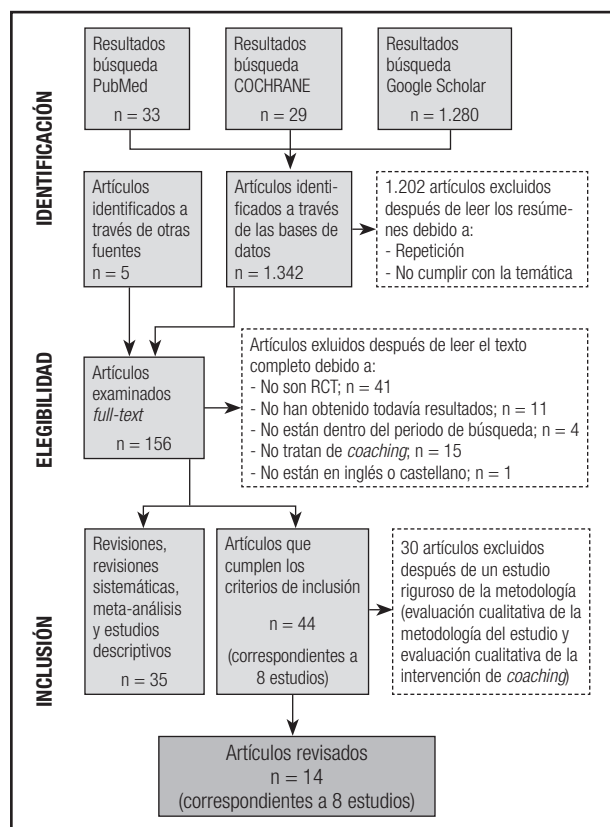 IDENTIFICACIÓN
Resultados
búsqueda
PubMed
n = 33
Resultados
búsqueda
COCHRANE
n = 29
Resultados
búsqueda
Google Scholar
n = 1.280
Artículos
identificados a
través de otras
fuentes
n = 5
Artículos identi-
ficados a través
de las bases de
datos
n = 1.342
1.202 artículos excluidos
después de leer los resúme-
nes debido a:
- Repetición
- No cumplir con la temática
ELEGIBILIDAD
Artículos
examinados
full-text
n = 156
Artículos exluidos después de leer el texto
completo debido a:
- No son RCT; n = 41
- No han obtenido todavía resultados; n = 11
- No están dentro del periodo de búsqueda; n = 4
- No tratan de coaching; n = 15
- No están en inglés o castellano; n = 1
INCLUSIÓN
Revisiones,
revisiones
sistemáticas,
meta-análisis
y estudios
descriptivos
n = 35
Artículos que
cumplen los
criterios de inclusión
n = 44
(correspondientes a
8 estudios)
30 artículos excluidos
después de un estudio
riguroso de la metodología
(evaluación cualitativa de la
metodología del estudio y
evaluación cualitativa de la
intervención de coaching)
Artículos revisados
n = 14
(correspondientes a 8 estudios)